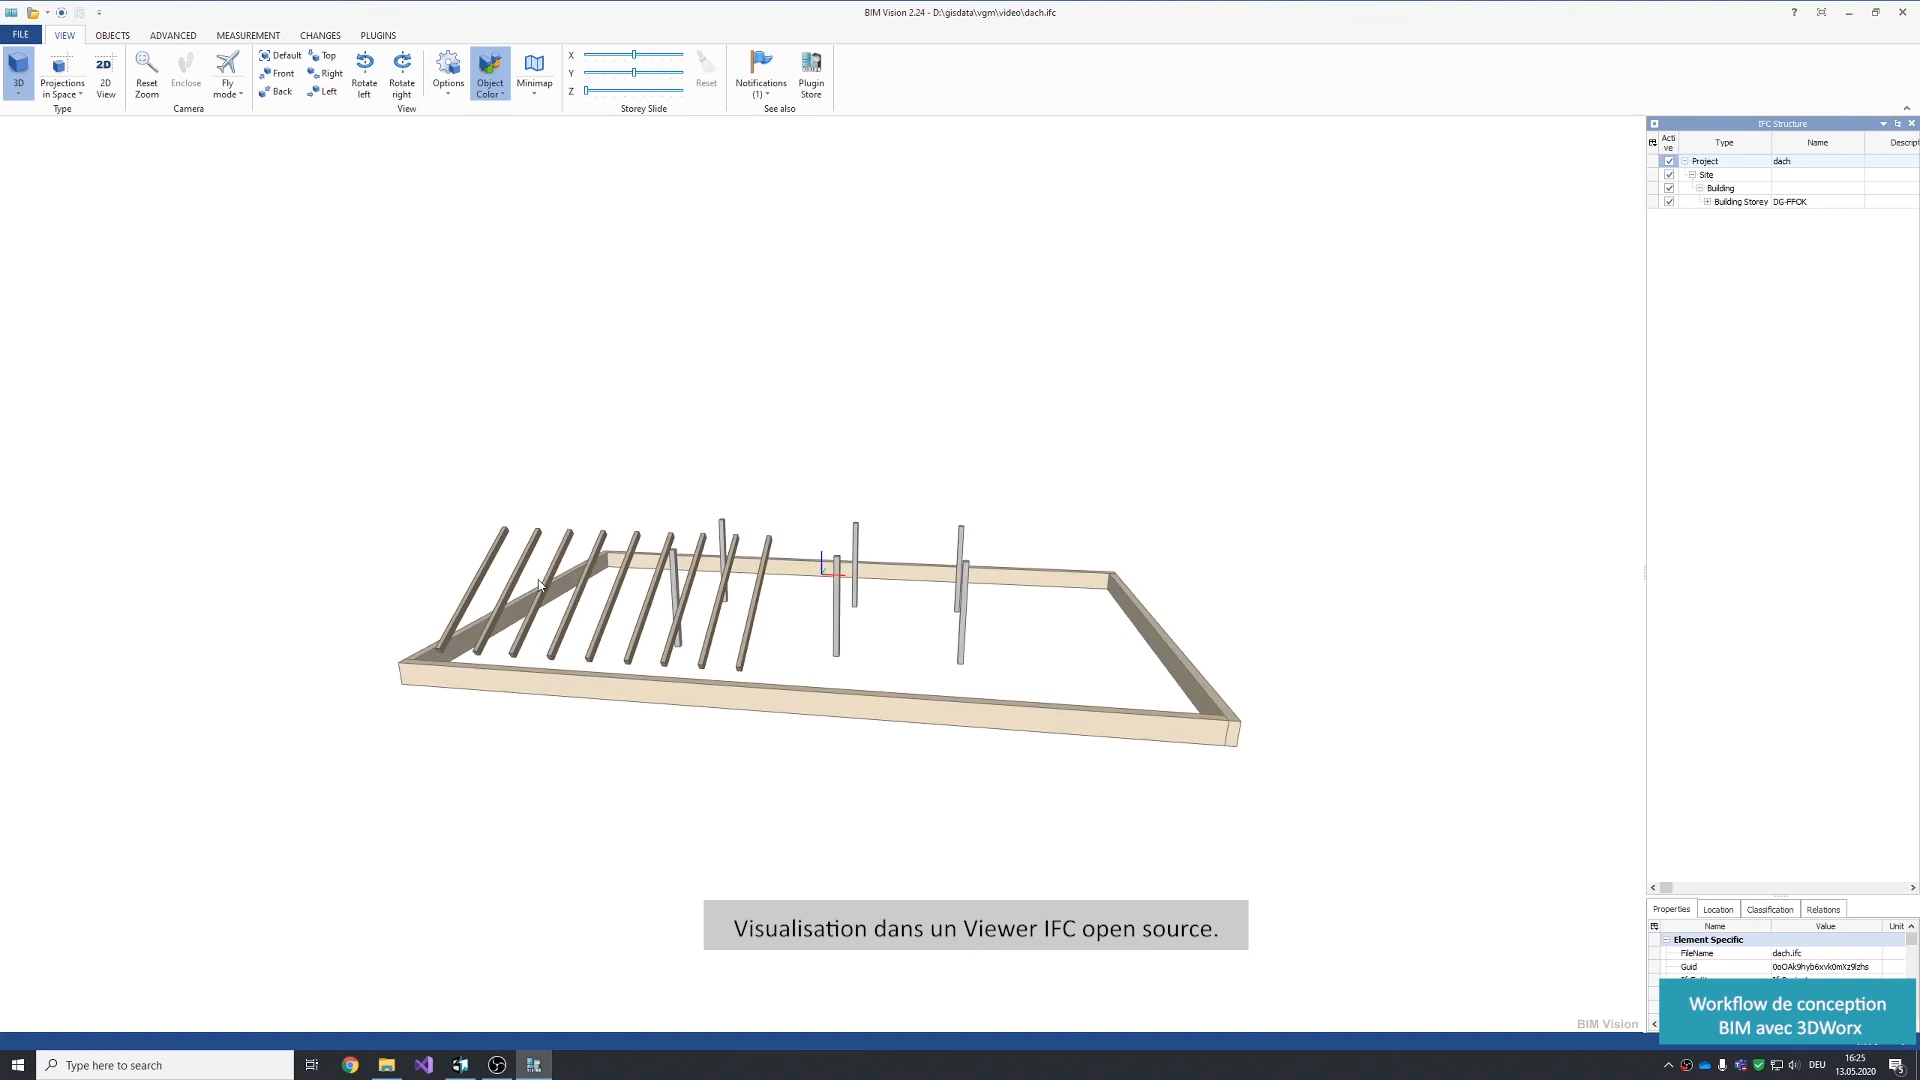 BIM Vision 2.24 - D:\gisdata\vgm\video\dach.ifc
FILE
VIEW
OBJECTS
ADVANCED
MEASUREMENT
CHANGES
PLUGINS
3D
Projections in Space
2D View
Type
Reset Zoom
Enclose
Fly mode
Camera
Default
Front
Back
Top
Right
Left
Rotate left
Rotate right
View
Options
Object Color
Minimap
X
Y
Z
Reset
Storey Slide
Notifications (1)
Plugin Store
See also
IFC Structure
Acti ve
Type
Name
Descript
Project
dach
Site
Building
Building Storey
DG-FFOK
Visualisation dans un Viewer IFC open source.
Properties
Location
Classification
Relations
Name
Value
Unit
Element Specific
FileName
dach.ifc
Guid
Workflow de conception
BIM avec 3DWorx
BIM Vision
Type here to search
DEU
16:25
13.05.2020
5